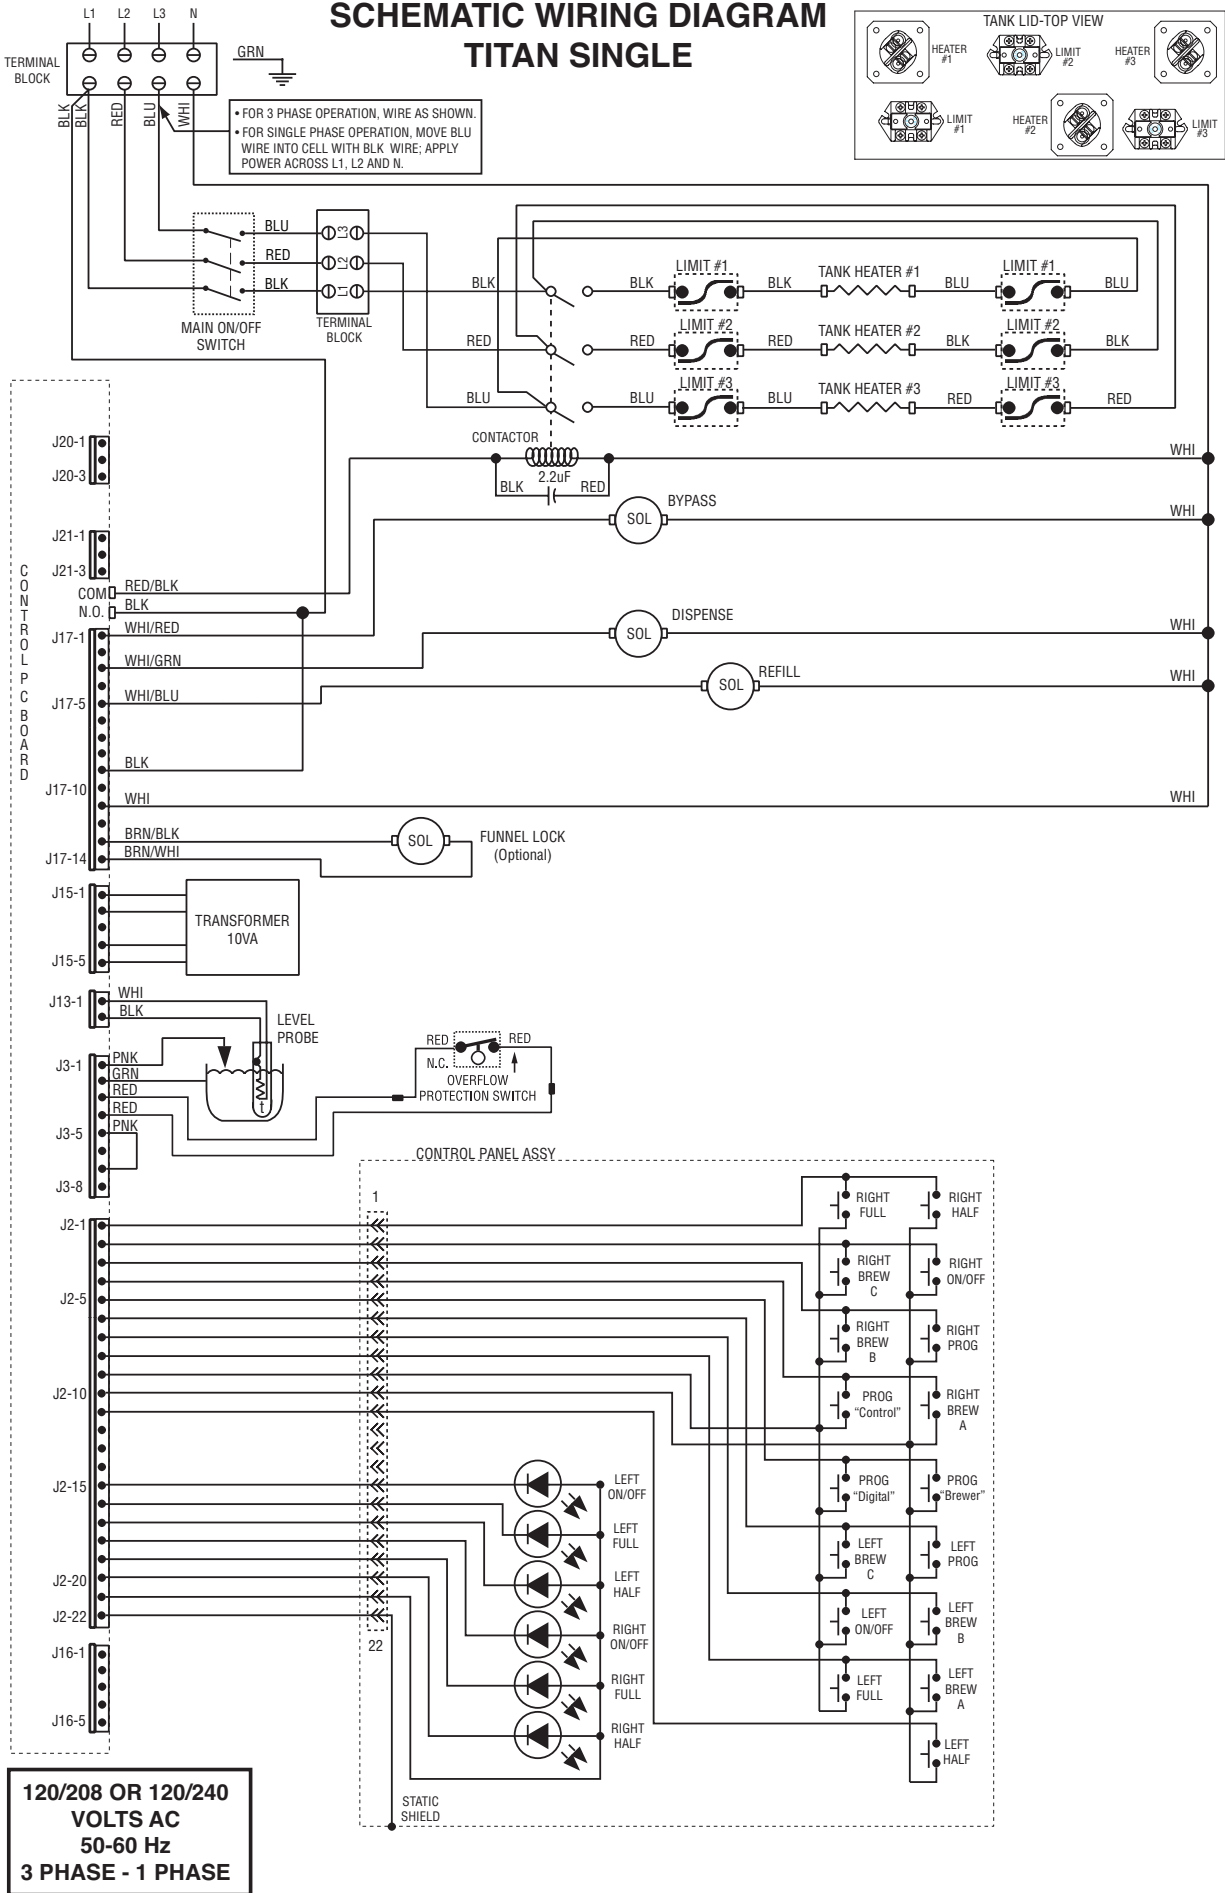 SCHEMATIC WIRING DIAGRAM
TITAN SINGLE
L1 L2 L3 N
GRN
TERMINAL
BLOCK
BLK
BLK
RED
BLU
WHI
• FOR 3 PHASE OPERATION, WIRE AS SHOWN.
• FOR SINGLE PHASE OPERATION, MOVE BLU
WIRE INTO CELL WITH BLK WIRE; APPLY
POWER ACROSS L1, L2 AND N.
TANK LID-TOP VIEW
HEATER
#1
LIMIT
#2
HEATER
#3
LIMIT
#1
HEATER
#2
LIMIT
#3
BLU
RED
BLK
L3
L2
L1
MAIN ON/OFF
SWITCH
TERMINAL
BLOCK
BLK BLK LIMIT #1 BLK TANK HEATER #1 BLU LIMIT #1 BLU
RED RED LIMIT #2 RED TANK HEATER #2 BLK LIMIT #2 BLK
BLU BLU LIMIT #3 BLU TANK HEATER #3 RED LIMIT #3 RED
CONTACTOR
WHI
2.2uF
BLK RED
BYPASS
SOL
WHI
CONTROL PC BOARD
J20-1
J20-3
J21-1
J21-3
COM RED/BLK
N.O. BLK
J17-1 WHI/RED
DISPENSE
SOL
WHI
WHI/GRN
REFILL
SOL
WHI
J17-5 WHI/BLU
BLK
J17-10
WHI
WHI
BRN/BLK
SOL
FUNNEL LOCK
(Optional)
J17-14 BRN/WHI
J15-1
TRANSFORMER
10VA
J15-5
J13-1 WHI
BLK
LEVEL
PROBE
t
J3-1 PNK
GRN
RED
RED
J3-5 PNK
J3-8
RED RED
N.C.
OVERFLOW
PROTECTION SWITCH
CONTROL PANEL ASSY
1
J2-1
J2-5
J2-10
J2-15
J2-20
J2-22
22
J16-1
J16-5
RIGHT
FULL
RIGHT
HALF
RIGHT
BREW
C
RIGHT
ON/OFF
RIGHT
BREW
B
RIGHT
PROG
PROG
“Control”
RIGHT
BREW
A
PROG
“Digital”
PROG
“Brewer”
LEFT
BREW
C
LEFT
PROG
LEFT
ON/OFF
LEFT
BREW
B
LEFT
FULL
LEFT
BREW
A
LEFT
HALF
LEFT
ON/OFF
LEFT
FULL
LEFT
HALF
RIGHT
ON/OFF
RIGHT
FULL
RIGHT
HALF
STATIC
SHIELD
120/208 OR 120/240
VOLTS AC
50-60 Hz
3 PHASE - 1 PHASE